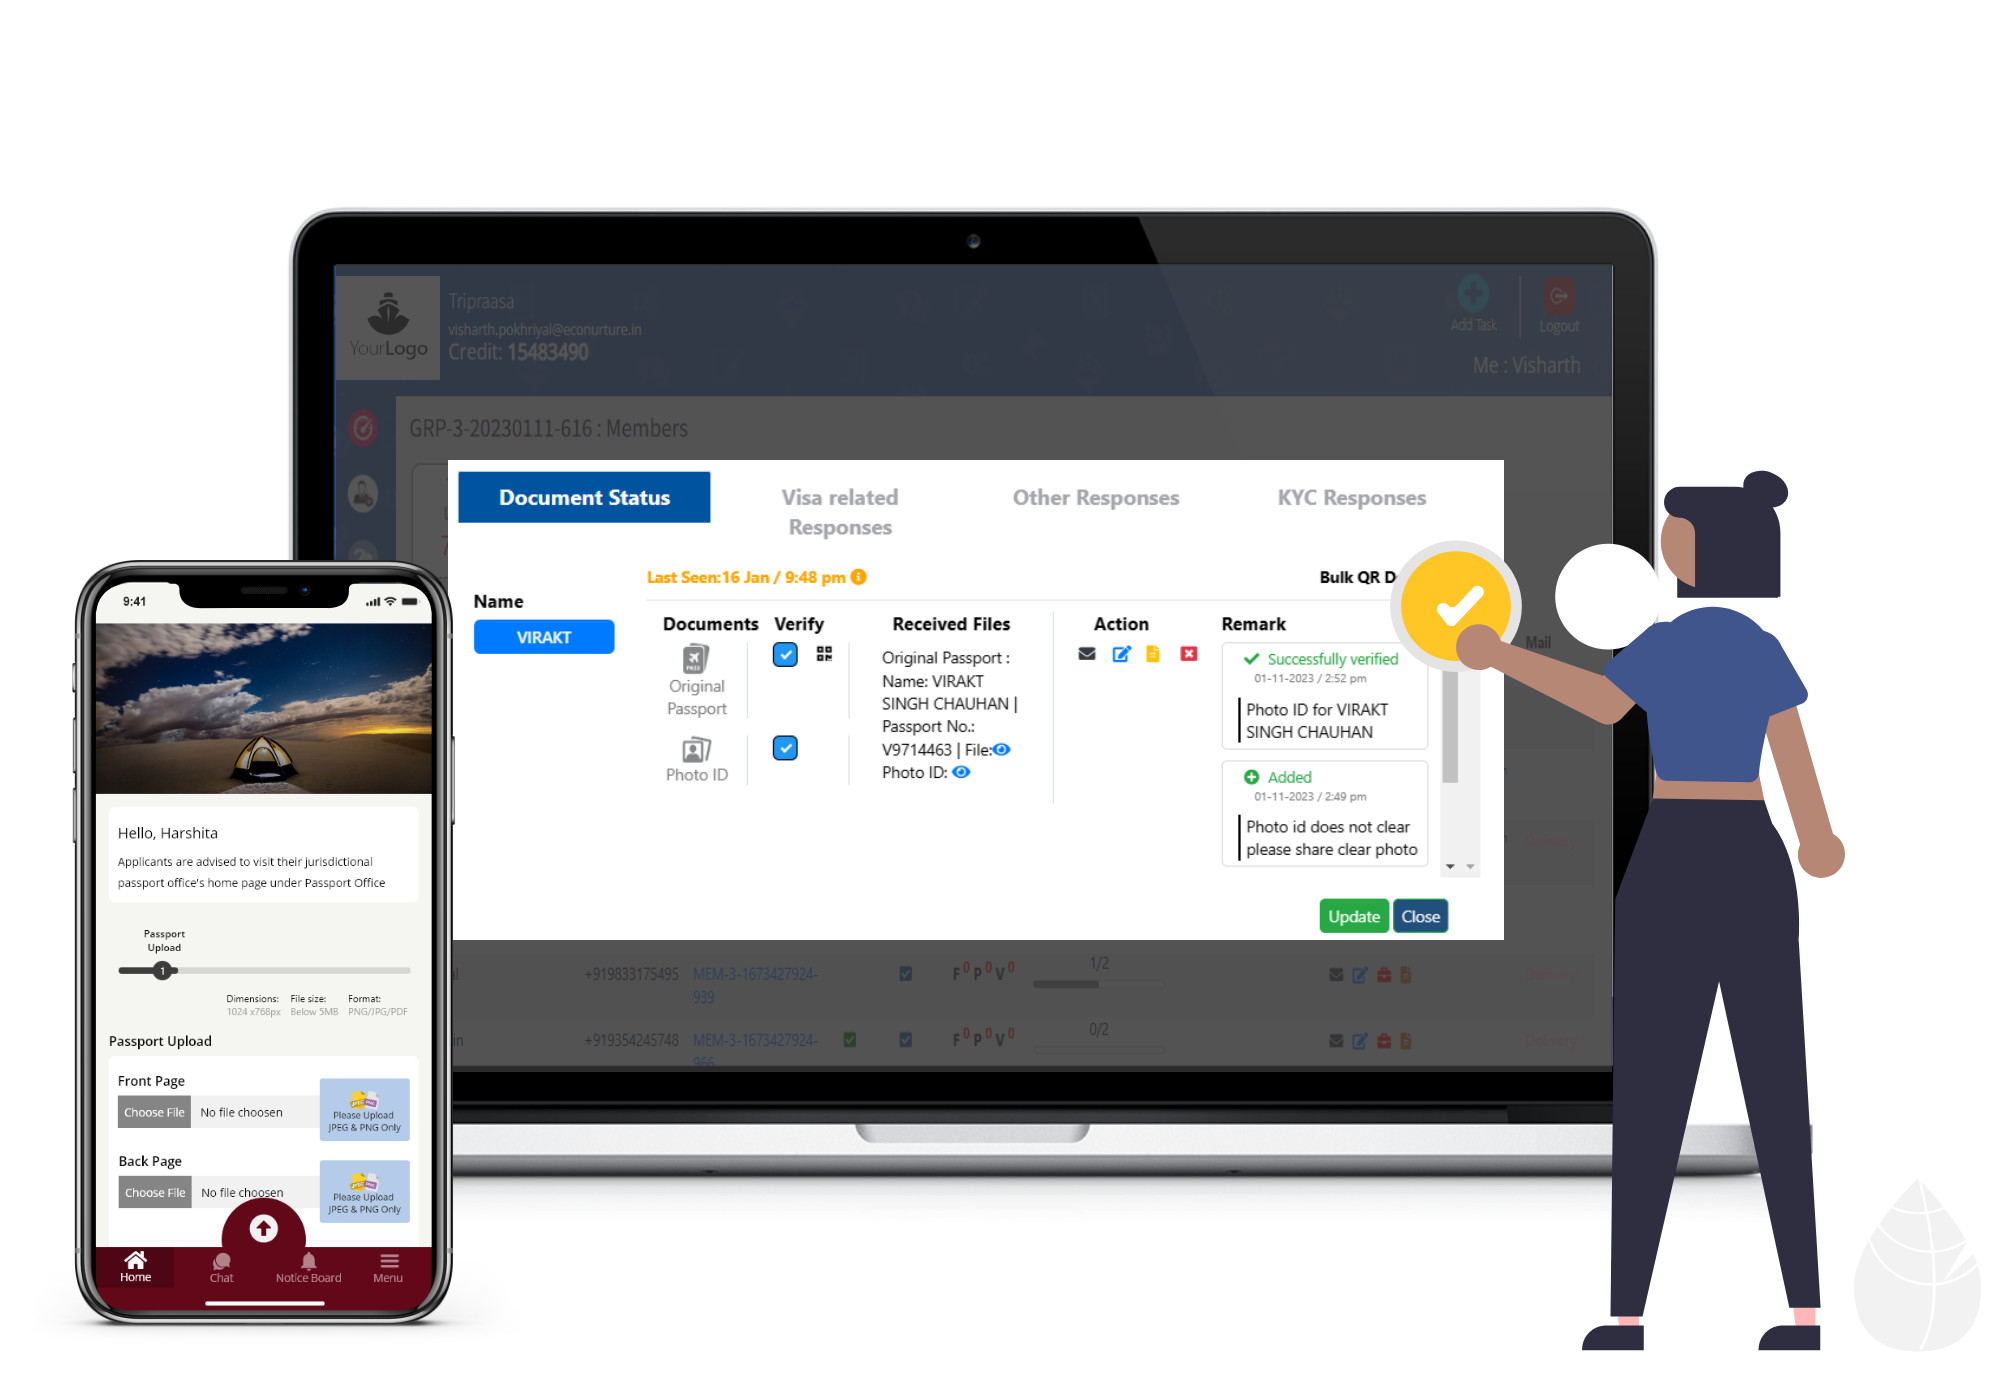 YourLogo
Tripraasa
visharth.pokhriyal@econurture.in
Credit: 15483490
Add Task
Logout
Me : Visharth
GRP-3-20230111-616 : Members
Document Status
Visa related
Responses
Other Responses
KYC Responses
Last Seen:16 Jan / 9:48 pm
Bulk QR D
Name
VIRAKT
Documents
Verify
Received Files
Action
Remark
Original
Passport
Photo ID
Original Passport :
Name: VIRAKT
SINGH CHAUHAN |
Passport No.:
V9714463 | File:
Photo ID:
Successfully verified
01-11-2023 / 2:52 pm
Photo ID for VIRAKT
SINGH CHAUHAN
Added
01-11-2023 / 2:49 pm
Photo id does not clear
please share clear photo
Mail
Update
Close
+919833175495
MEM-3-1673427924-
939
F0 P0 V0
1/2
+919354245748
MEM-3-1673427924-
966
F0 P0 V0
0/2
Delivery
9:41
Hello, Harshita
Applicants are advised to visit their jurisdictional
passport office's home page under Passport Office
Passport
Upload
1
Dimensions:
1024 x768px
File size:
Below 5MB
Format:
PNG/JPG/PDF
Passport Upload
Front Page
Choose File
No file choosen
Please Upload
JPEG & PNG Only
Back Page
Choose File
No file choosen
Please Upload
JPEG & PNG Only
Home
Chat
Notice Board
Menu